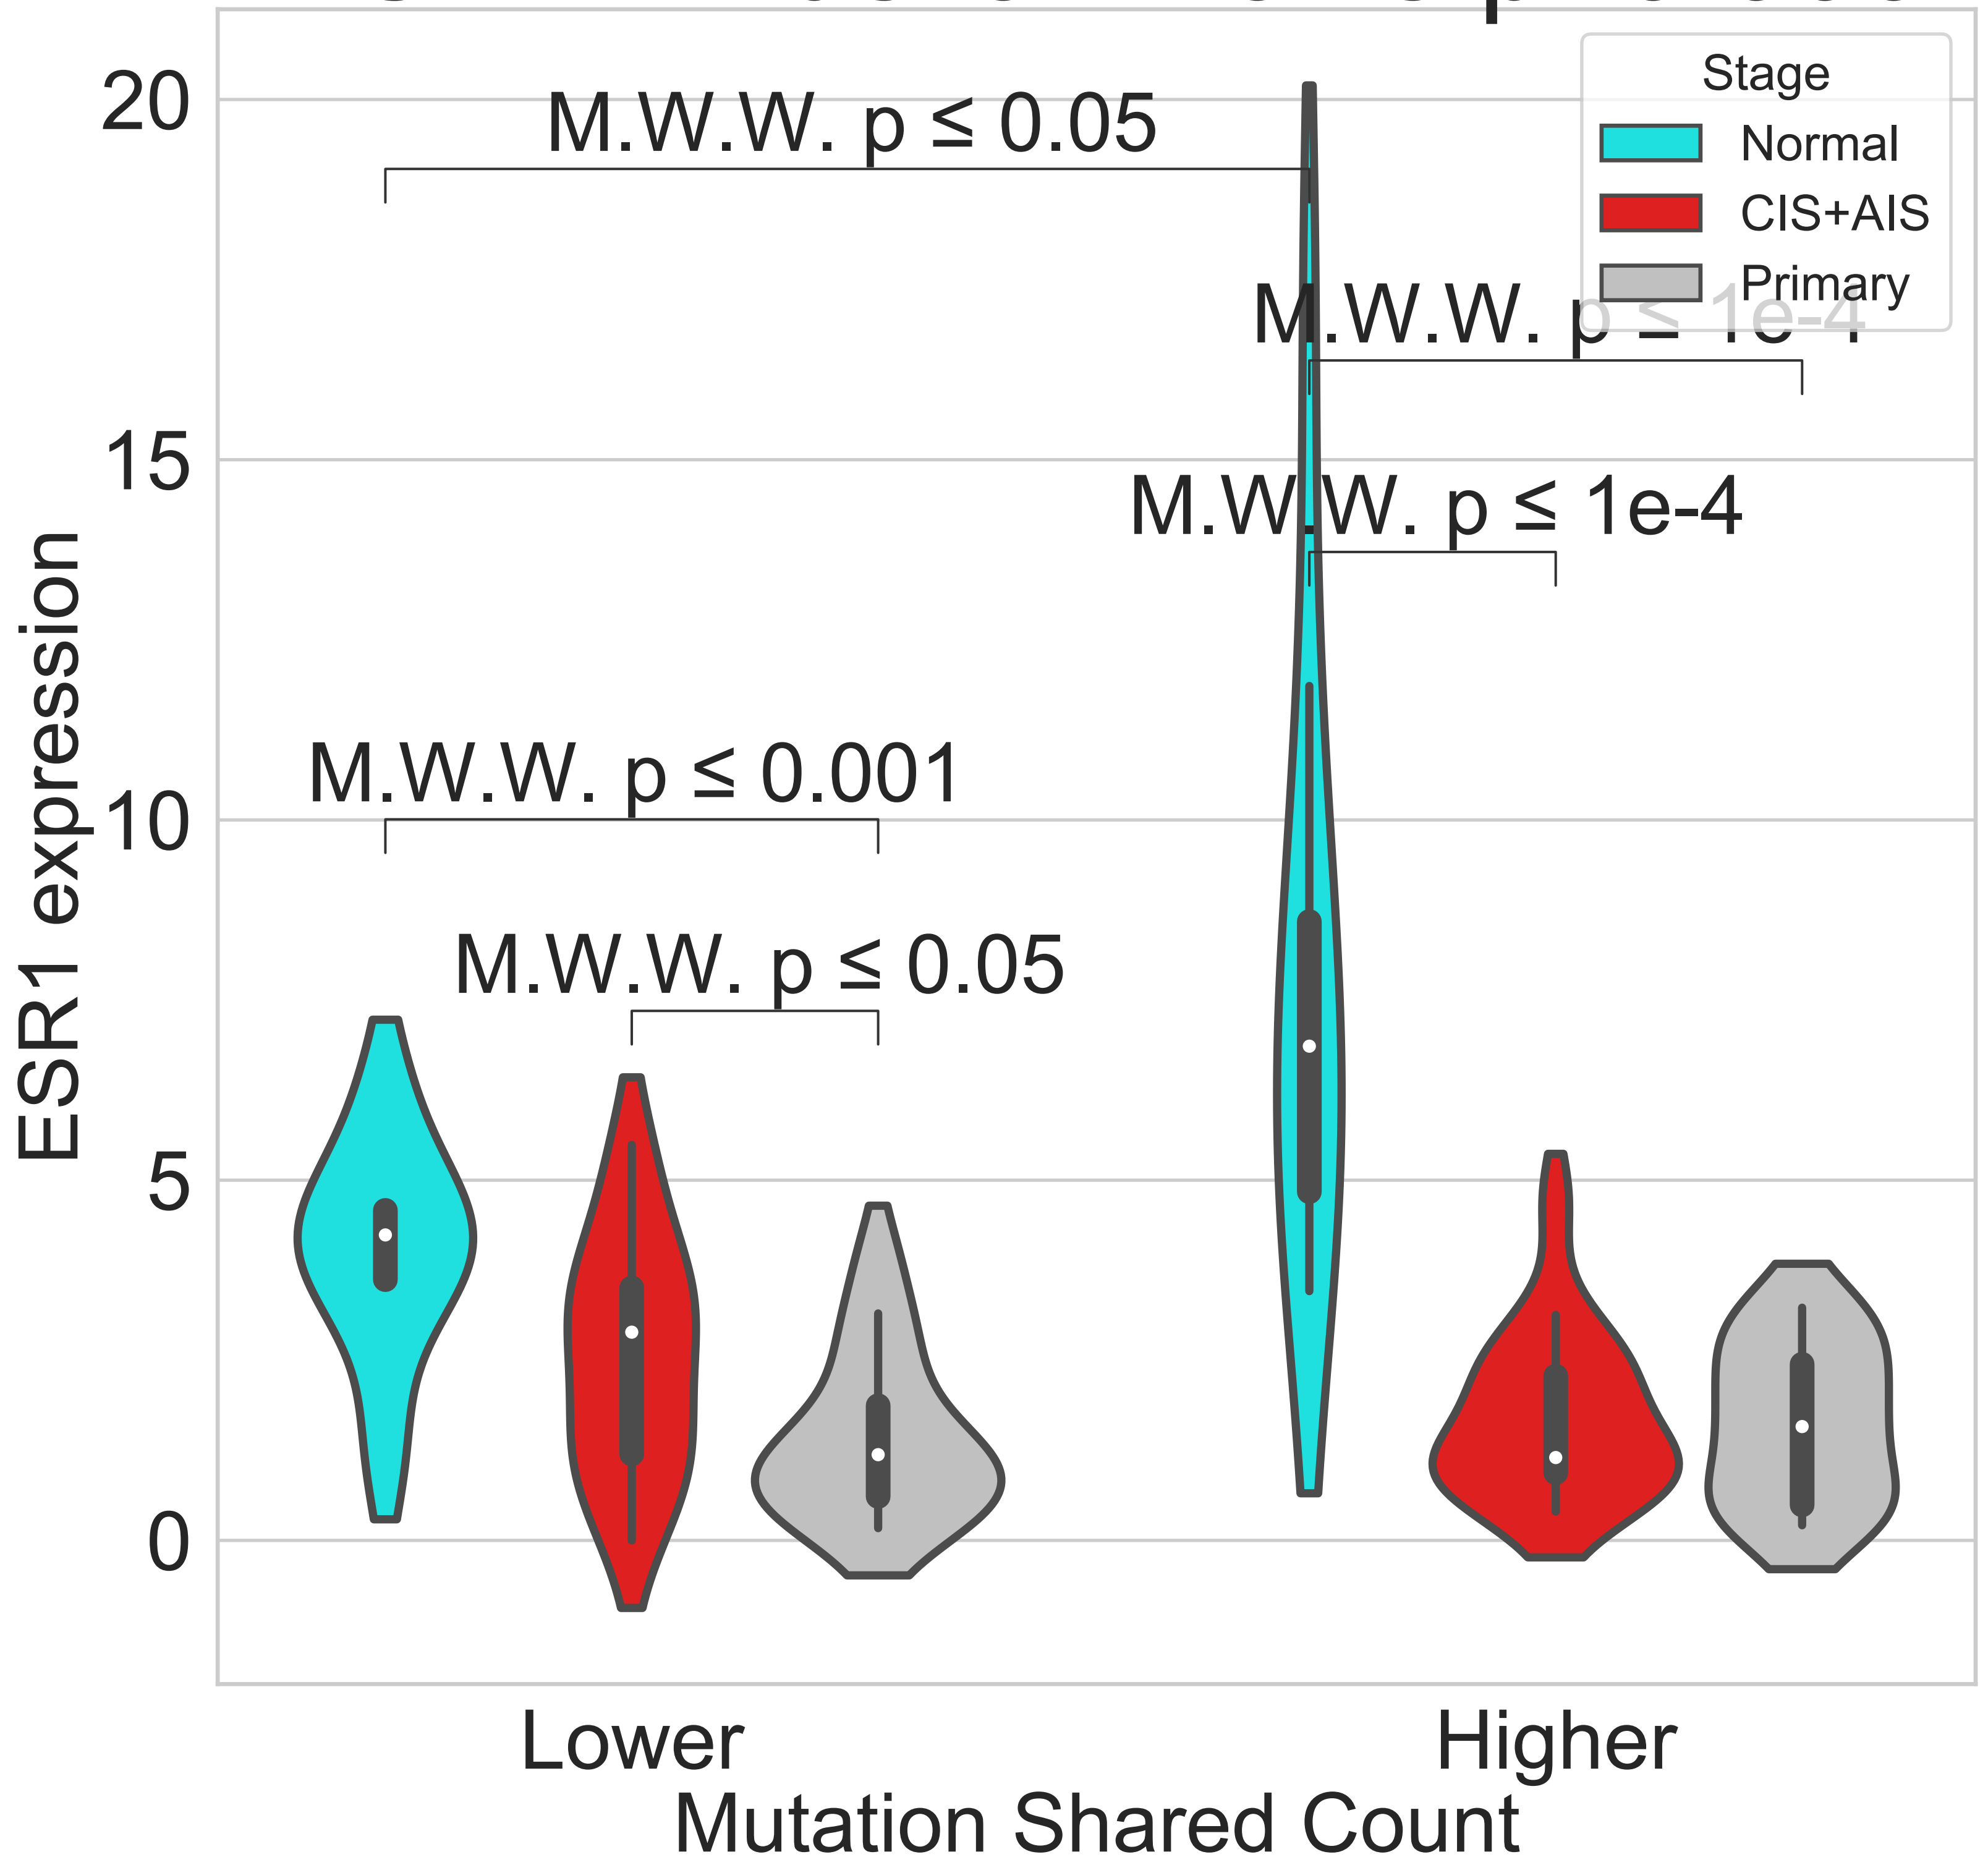 20
M.W.W. p ≤ 0.05
Stage
Normal
CIS+AIS
Primary
M.W.W. p ≤ 1e-4
15
M.W.W. p ≤ 1e-4
ESR1 expression
10
M.W.W. p ≤ 0.001
M.W.W. p ≤ 0.05
5
0
Lower
Higher
Mutation Shared Count